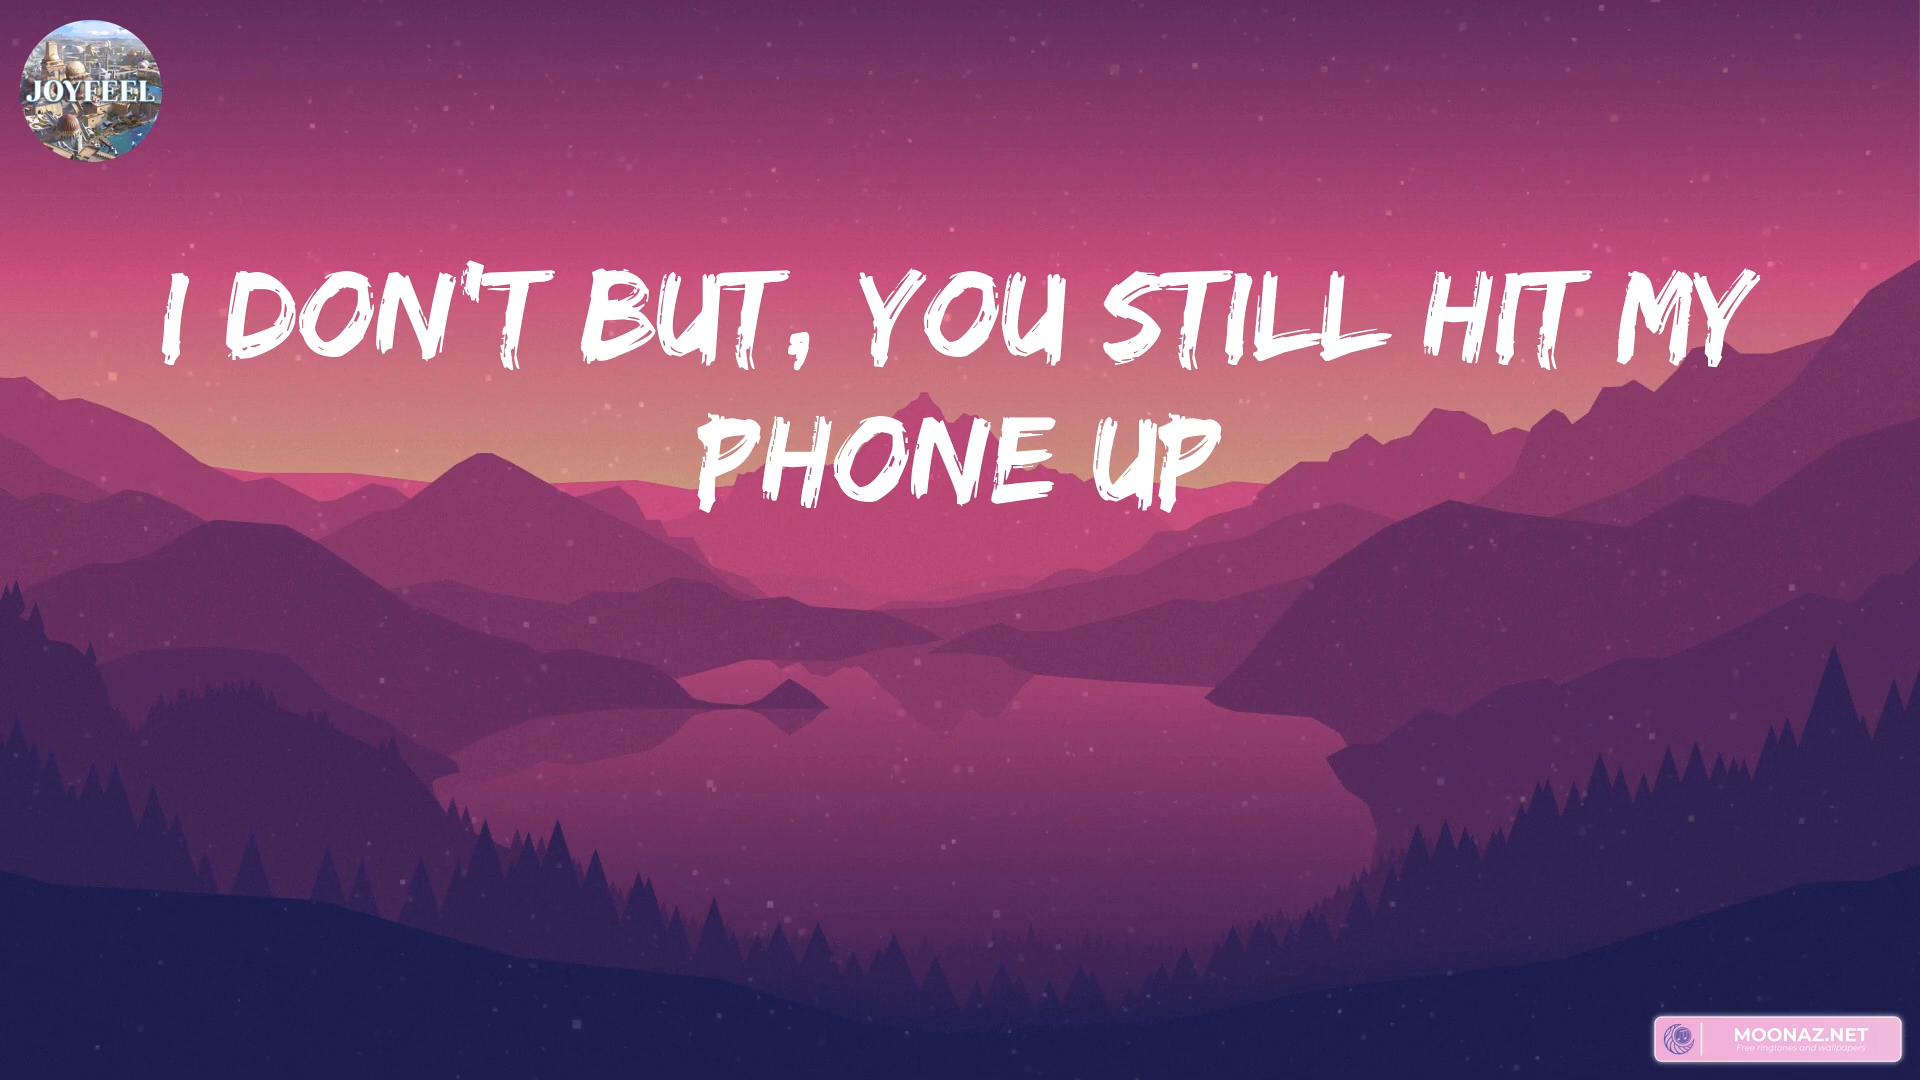 JOYFEEL
I DON'T BUT, YOU STILL HIT MY
PHONE UP
MOONAZ.NET
Free ringtones and wallpapers